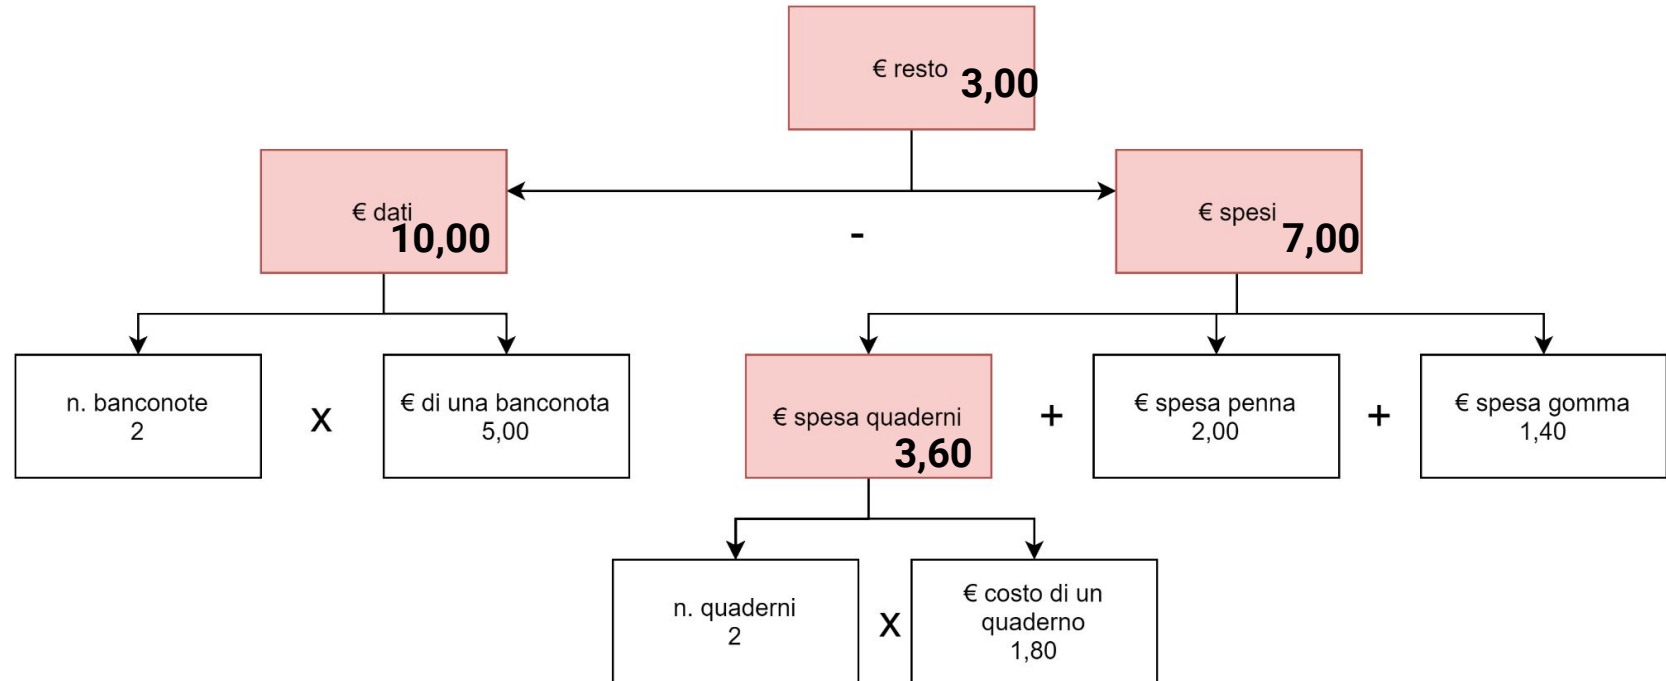 € resto
3,00
€ dati
10,00
-
€ spesi
7,00
n. banconote
2
x
€ di una banconota
5,00
€ spesa quaderni
3,60
+
€ spesa penna
2,00
+
€ spesa gomma
1,40
n. quaderni
2
x
€ costo di un
quaderno
1,80